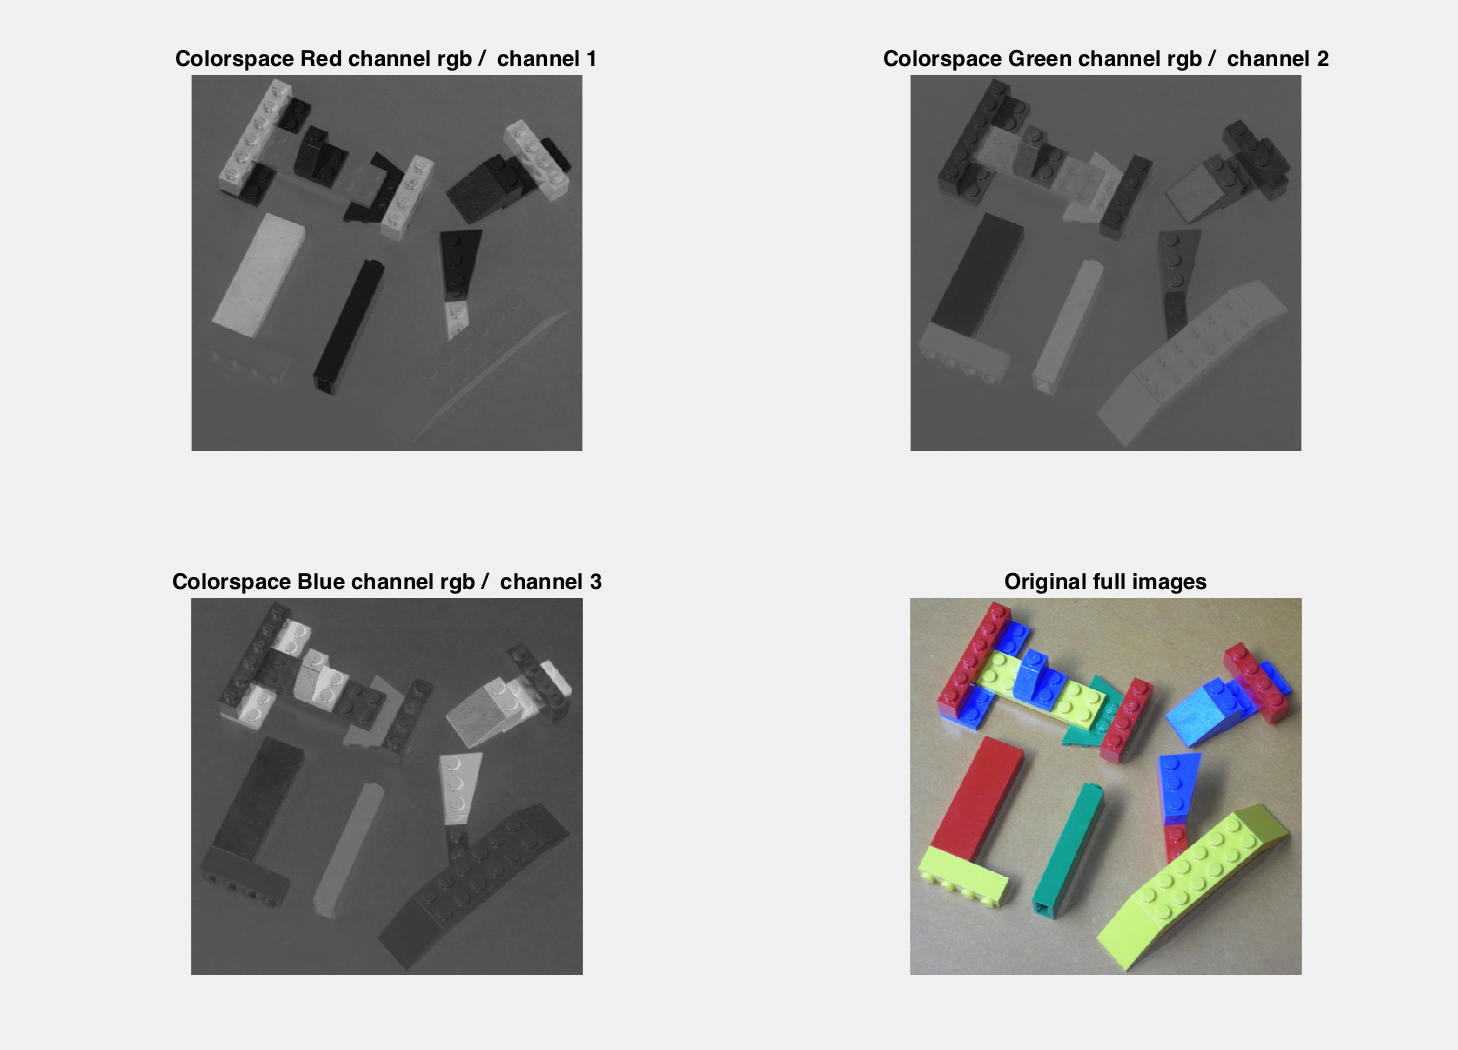 Colorspace Red channel rgb / channel 1
Colorspace Green channel rgb / channel 2
Colorspace Blue channel rgb / channel 3
Original full images